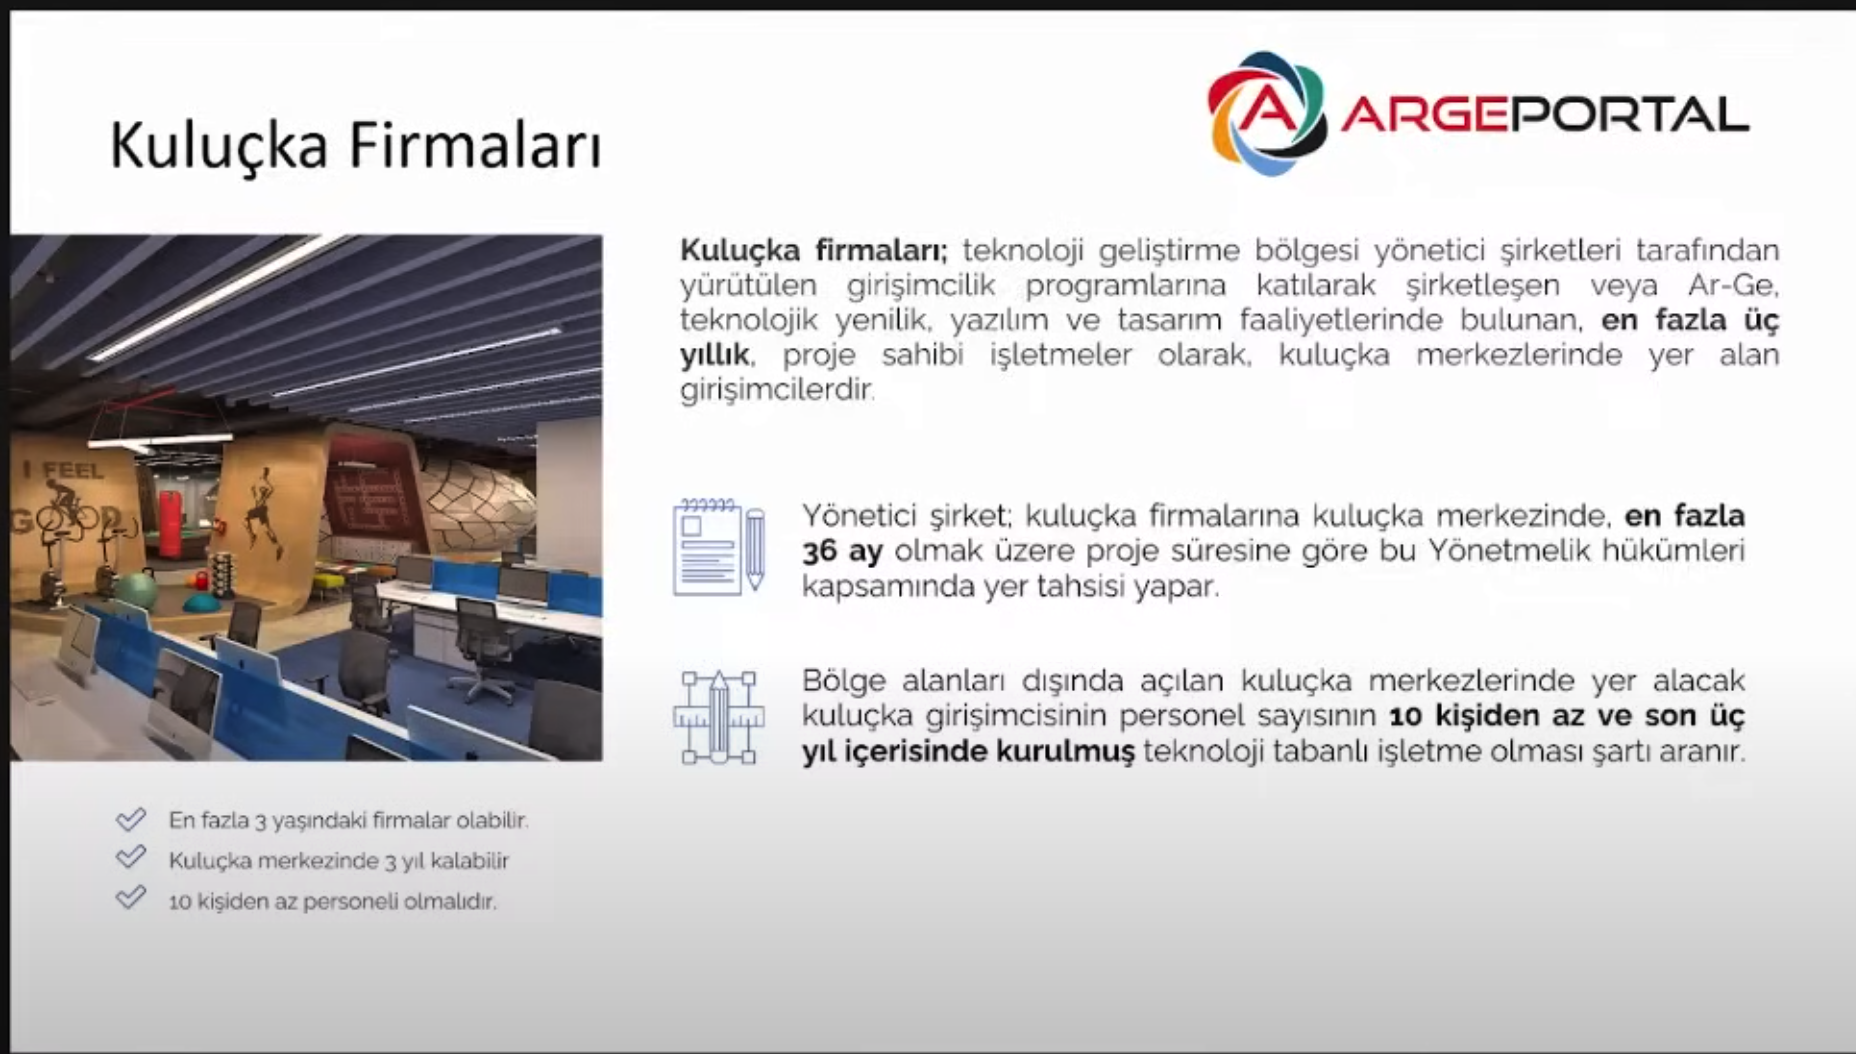 Kuluçka Firmaları
ARGEPORTAL
Kuluçka firmaları; teknoloji geliştirme bölgesi yönetici şirketleri tarafından
yürütülen girişimcilik programlarına katılarak şirketleşen veya Ar-Ge,
teknolojik yenilik, yazılım ve tasarım faaliyetlerinde bulunan, en fazla üç
yıllık, proje sahibi işletmeler olarak, kuluçka merkezlerinde yer alan
girişimcilerdir.
I FEEL
GOOD
Yönetici şirket; kuluçka firmalarına kuluçka merkezinde, en fazla
36 ay olmak üzere proje süresine göre bu Yönetmelik hükümleri
kapsamında yer tahsisi yapar.
Bölge alanları dışında açılan kuluçka merkezlerinde yer alacak
kuluçka girişimcisinin personel sayısının 10 kişiden az ve son üç
yıl içerisinde kurulmuş teknoloji tabanlı işletme olması şartı aranır.
En fazla 3 yaşındaki firmalar olabilir.
Kuluçka merkezinde 3 yıl kalabilir
10 kişiden az personeli olmalıdır.